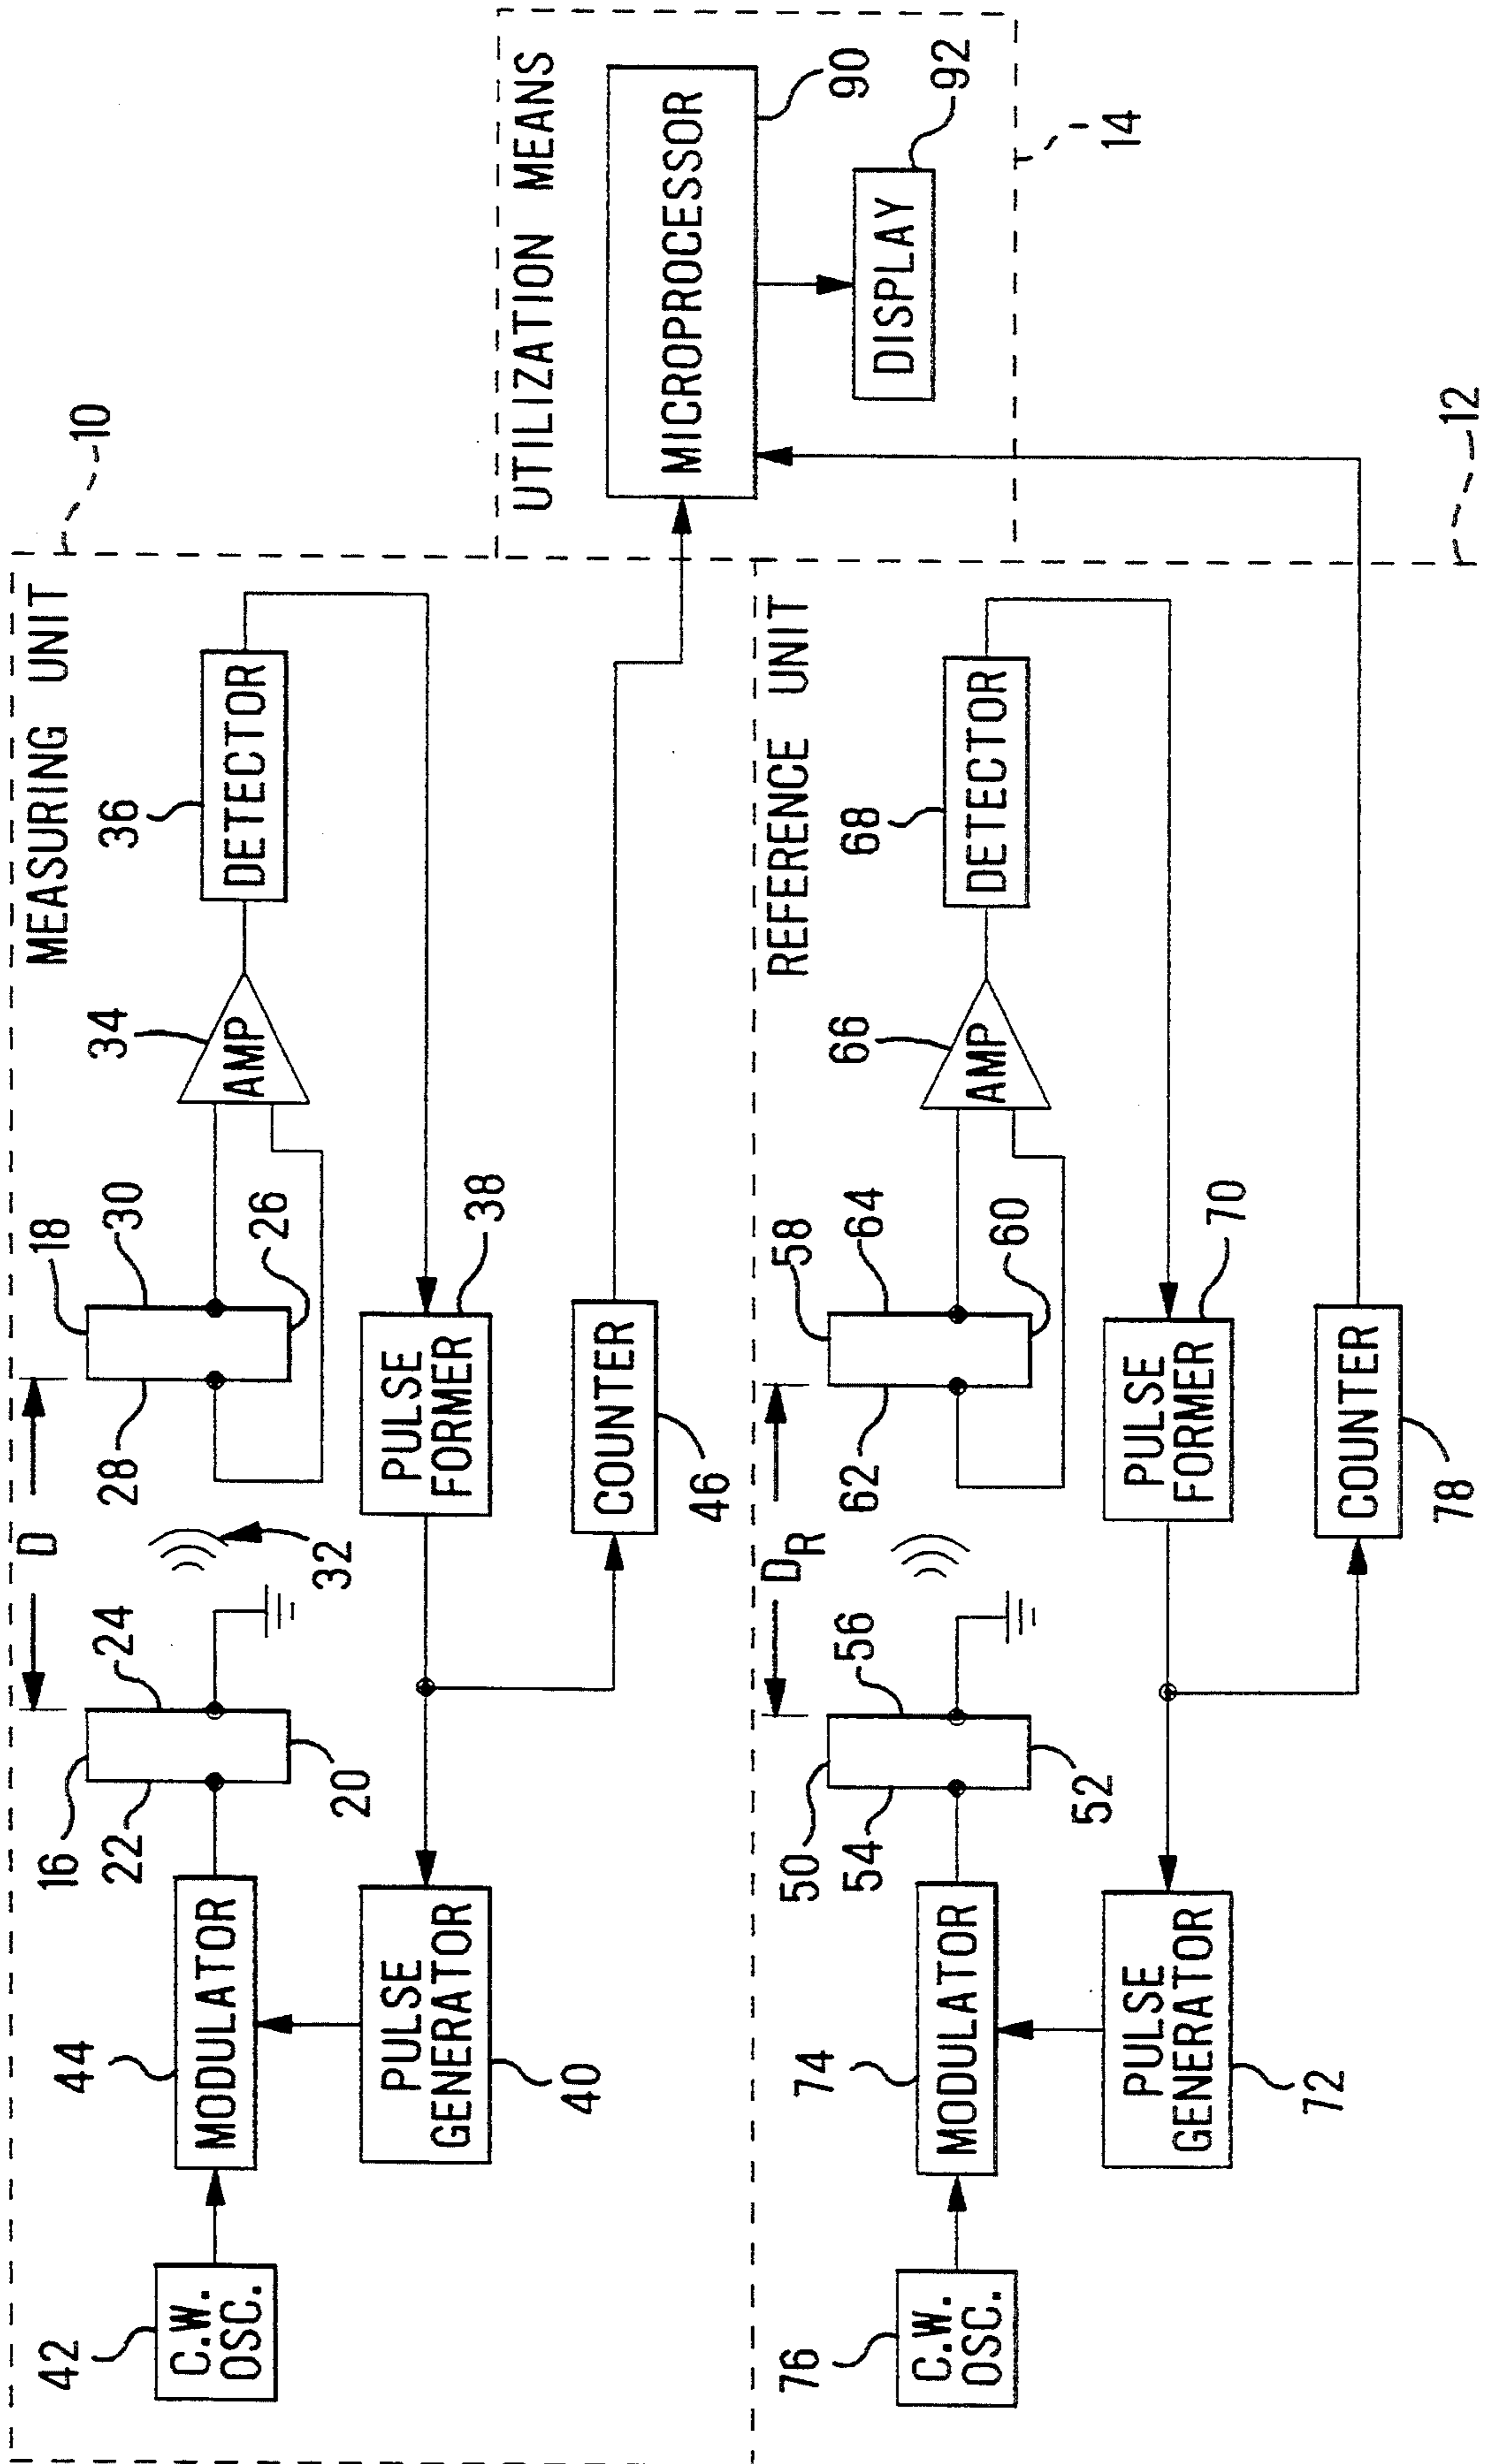 10
MEASURING UNIT
D
16
24
18
22
28
30
32
26
20
34
AMP
36
DETECTOR
42
C.W.
OSC.
44
MODULATOR
PULSE
GENERATOR
40
PULSE
FORMER
38
COUNTER
46
UTILIZATION MEANS
MICROPROCESSOR
90
DISPLAY
92
14
REFERENCE UNIT
DR
50
56
58
54
62
64
60
52
66
AMP
68
DETECTOR
76
C.W.
OSC.
74
MODULATOR
PULSE
GENERATOR
72
PULSE
FORMER
70
COUNTER
78
12